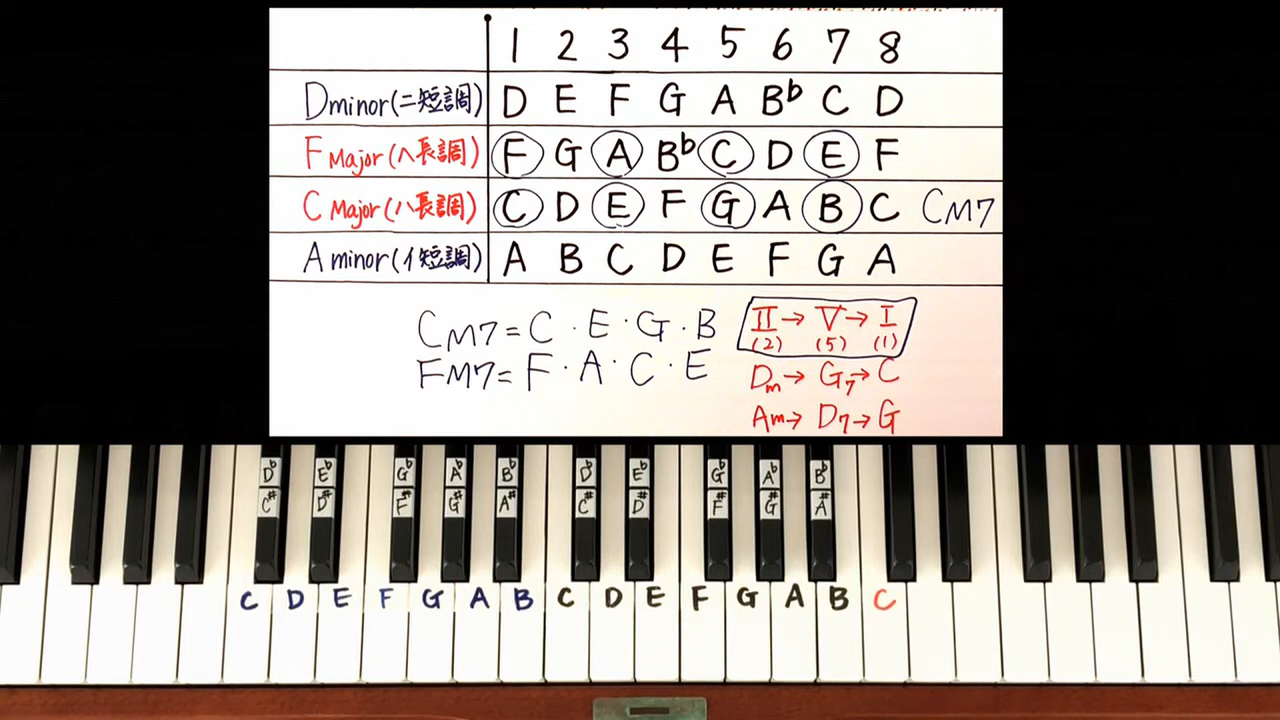 1 2 3 4 5 6 7 8
Dminor(ニ短調) D E F G A B♭ C D
F Major(ヘ長調) F G A B♭ C D E F
C Major(ハ長調) C D E F G A B C CM7
A minor(イ短調) A B C D E F G A
CM7=C・E・G・B
FM7=F・A・C・E
II→V→I
(2) (5) (1)
Dm→G7→C
Am→D7→G
D♭ E♭ G♭ A♭ B♭ D♭ E♭ G♭ A♭ B♭
C# D# F# G# A# C# D# F# G# A#
C D E F G A B C D E F G A B C